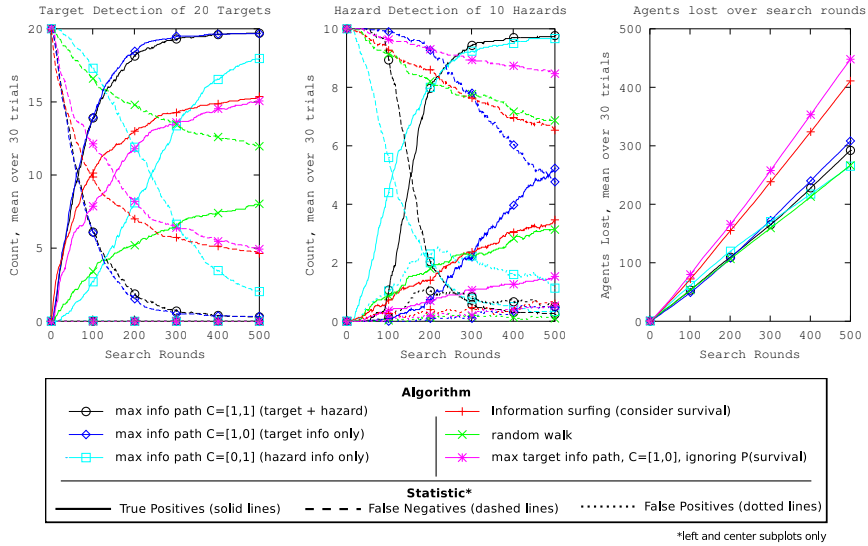 Target Detection of 20 Targets
Count, mean over 30 trials
20
15
10
5
0
0 100 200 300 400 500
Search Rounds
Hazard Detection of 10 Hazards
Count, mean over 30 trials
10
8
6
4
2
0
0 100 200 300 400 500
Search Rounds
Agents lost over search rounds
Agents Lost, mean over 30 trials
500
400
300
200
100
0
0 100 200 300 400 500
Search Rounds
Algorithm
max info path C=[1,1] (target + hazard)
max info path C=[1,0] (target info only)
max info path C=[0,1] (hazard info only)
Information surfing (consider survival)
random walk
max target info path, C=[1,0], ignoring P(survival)
Statistic*
True Positives (solid lines)
False Negatives (dashed lines)
False Positives (dotted lines)
*left and center subplots only